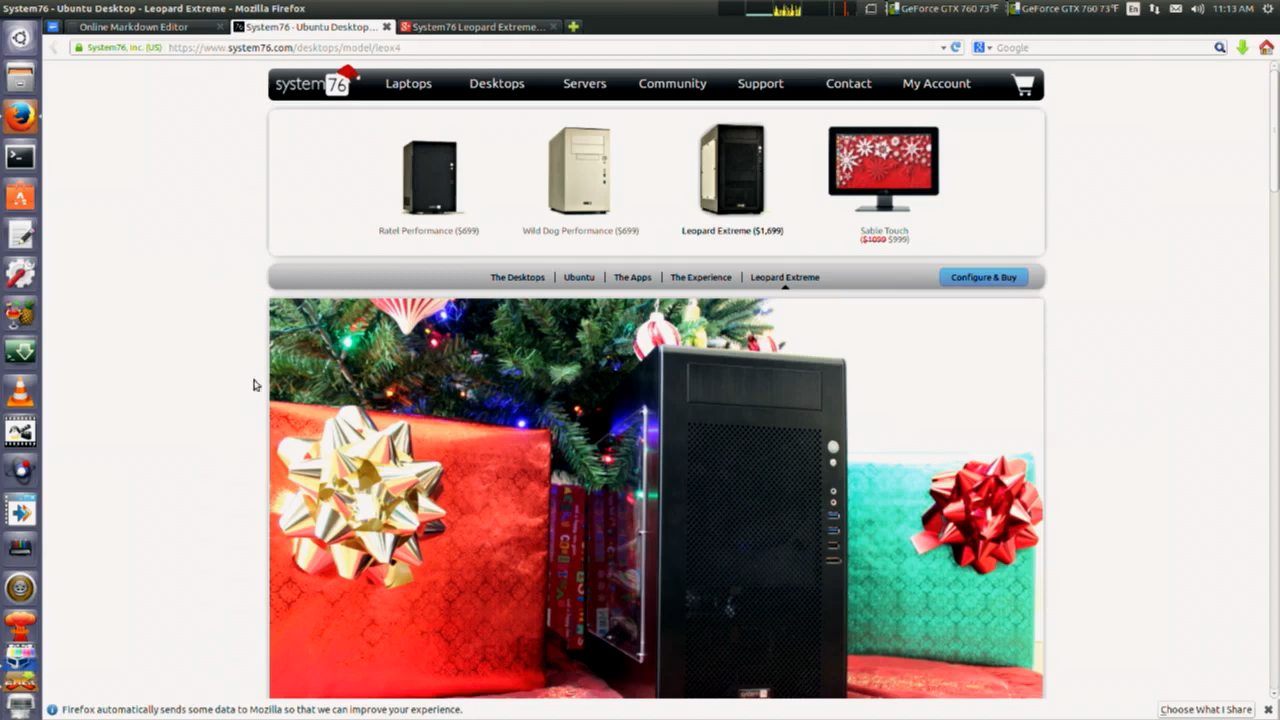 System76 - Ubuntu Desktop - Leopard Extreme - Mozilla Firefox
GeForce GTX 760 73°F
GeForce GTX 760 73°F
En
11:13 AM
Online Markdown Editor
System76 - Ubuntu Desktop...
System76 Leopard Extreme...
System76, Inc. (US)
https://www.system76.com/desktops/model/leox4
Google
system76
Laptops
Desktops
Servers
Community
Support
Contact
My Account
Ratel Performance ($699)
Wild Dog Performance ($699)
Leopard Extreme ($1,699)
Sable Touch
($1099 $999)
The Desktops
Ubuntu
The Apps
The Experience
Leopard Extreme
Configure & Buy
Firefox automatically sends some data to Mozilla so that we can improve your experience.
Choose What I Share